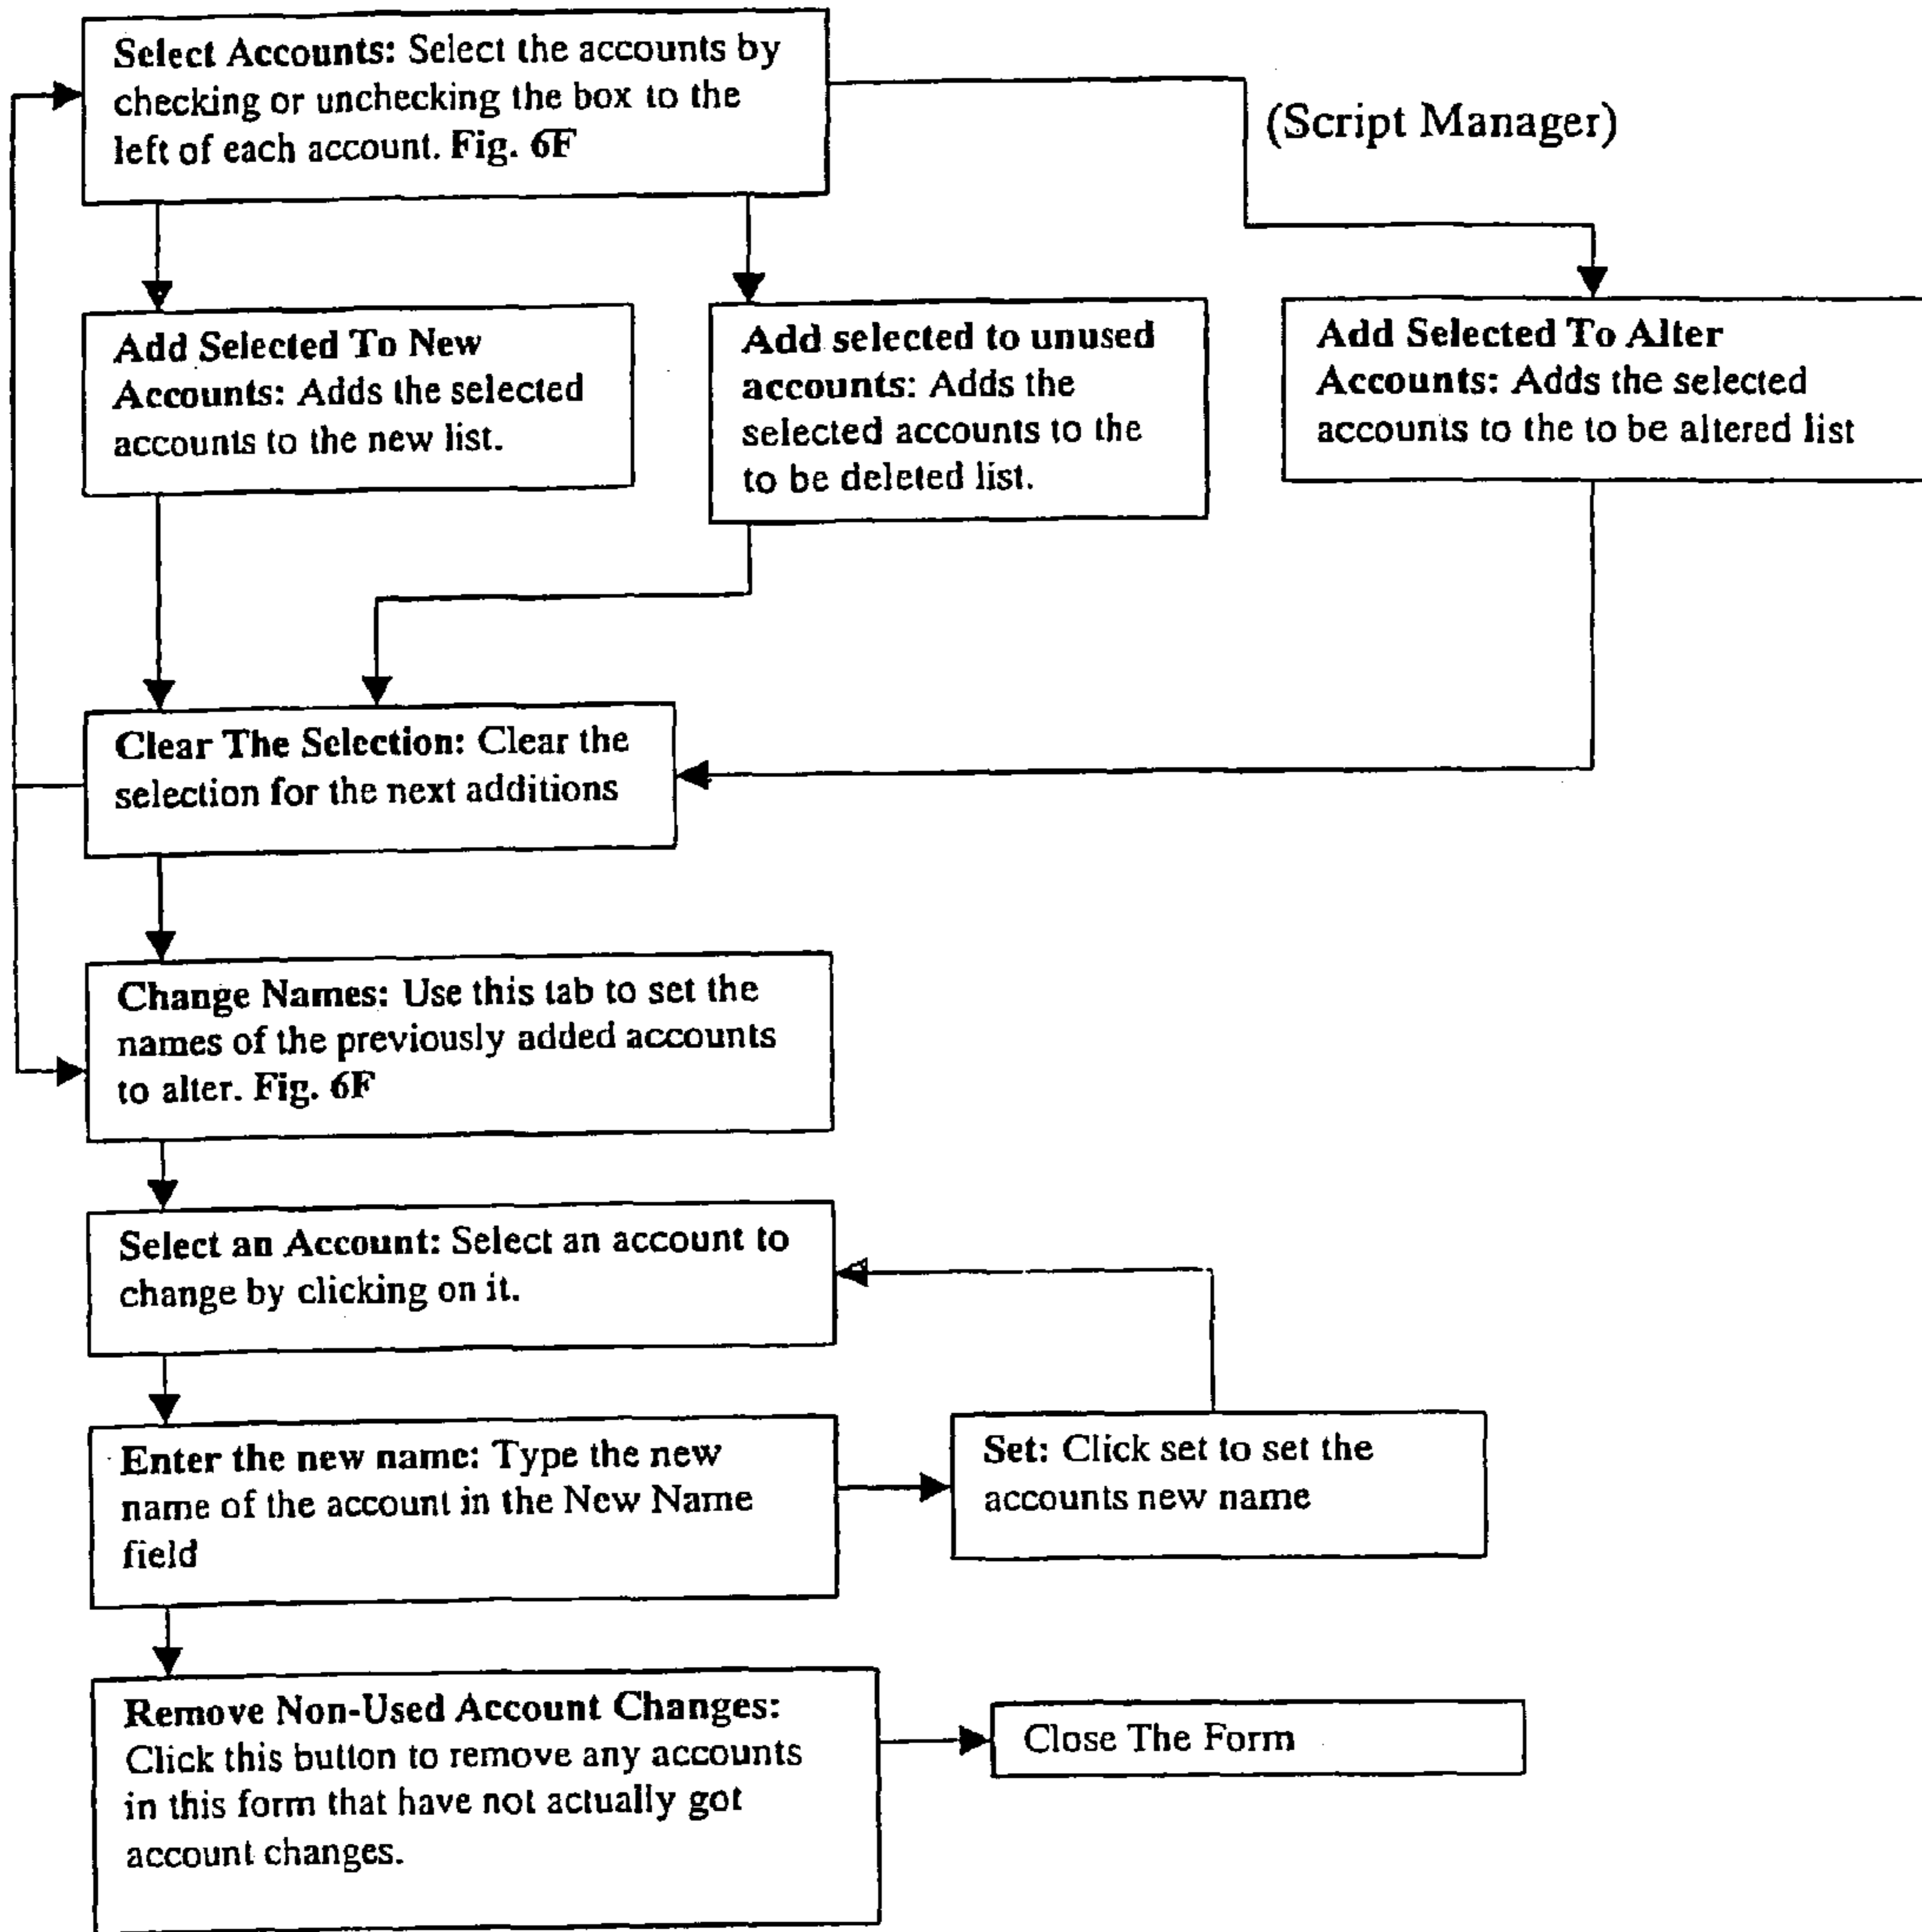 Select Accounts: Select the accounts by
checking or unchecking the box to the
left of each account. Fig. 6F
(Script Manager)
Add Selected To New
Accounts: Adds the selected
accounts to the new list.
Add selected to unused
accounts: Adds the
selected accounts to the
to be deleted list.
Add Selected To Alter
Accounts: Adds the selected
accounts to the to be altered list
Clear The Selection: Clear the
selection for the next additions
Change Names: Use this tab to set the
names of the previously added accounts
to alter. Fig. 6F
Select an Account: Select an account to
change by clicking on it.
Enter the new name: Type the new
name of the account in the New Name
field
Set: Click set to set the
accounts new name
Remove Non-Used Account Changes:
Click this button to remove any accounts
in this form that have not actually got
account changes.
Close The Form